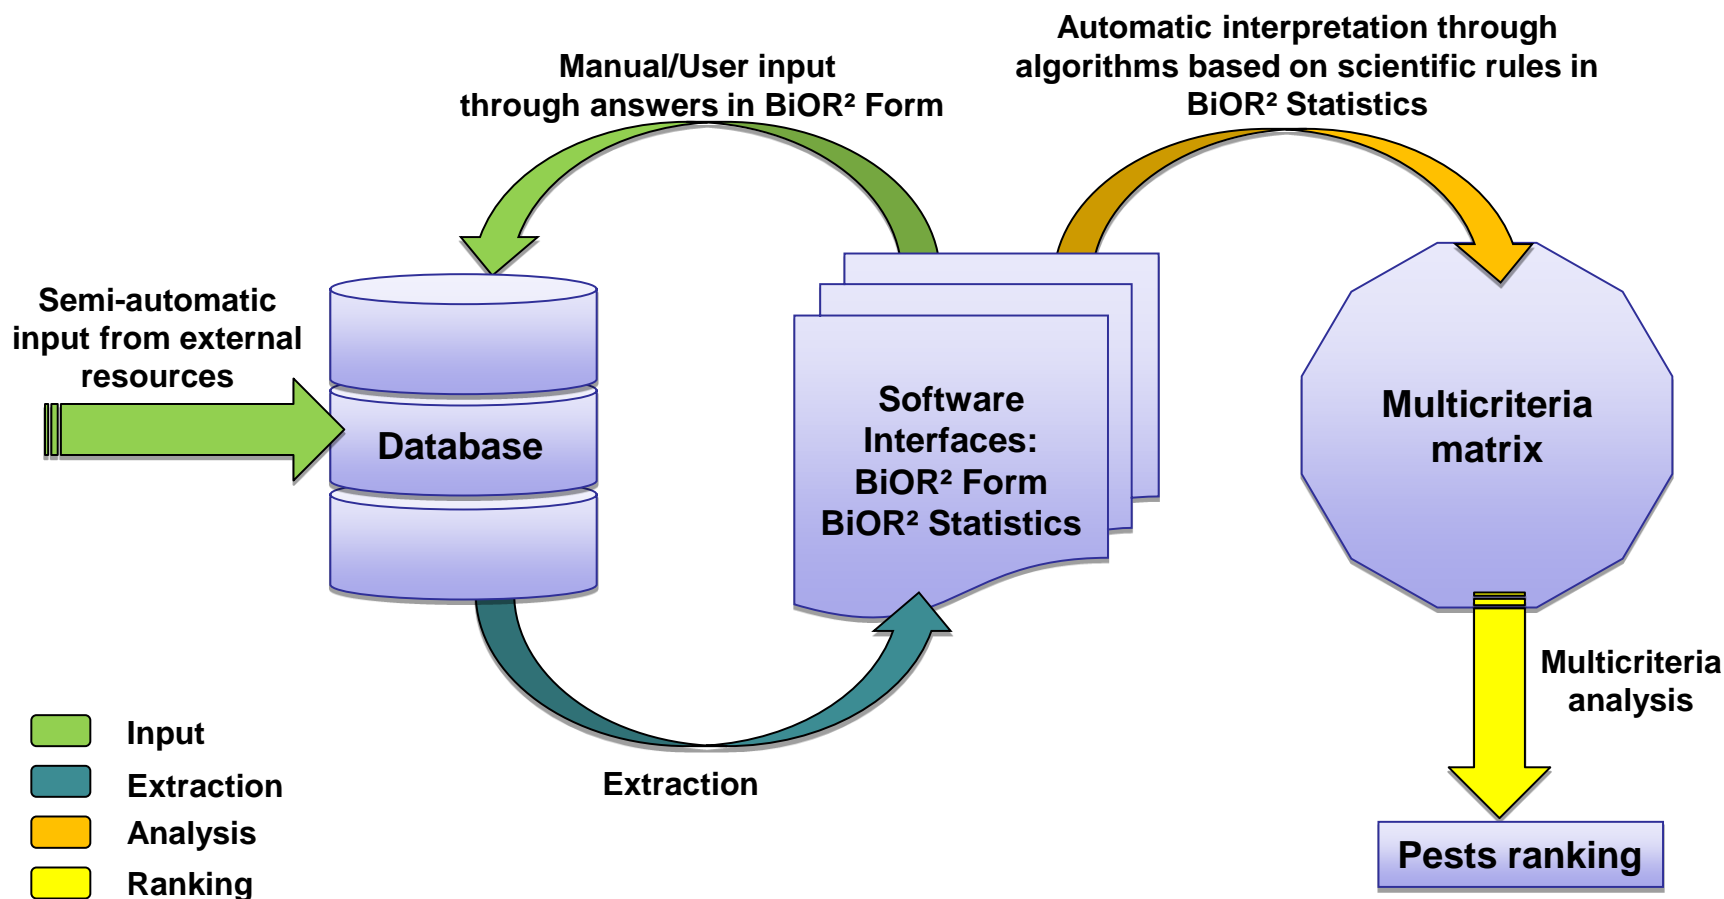 Manual/User input
through answers in BiOR² Form
Automatic interpretation through
algorithms based on scientific rules in
BiOR² Statistics
Semi-automatic
input from external
resources
Database
Software
Interfaces:
BiOR² Form
BiOR² Statistics
Multicriteria
matrix
Multicriteria
analysis
Extraction
Pests ranking
Input
Extraction
Analysis
Ranking